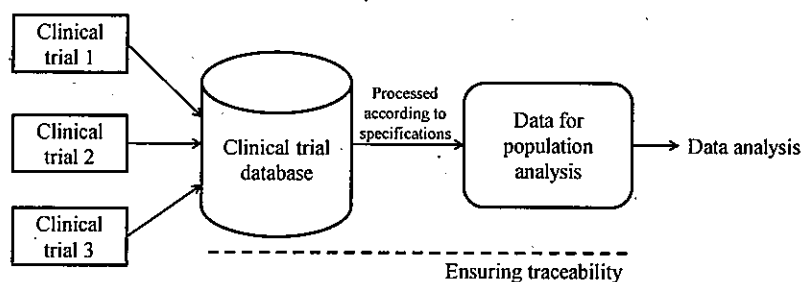 Clinical
trial 1
Clinical
trial 2
Clinical
trial 3
Clinical trial
database
Processed
according to
specifications
Data for
population
analysis
Data analysis
Ensuring traceability